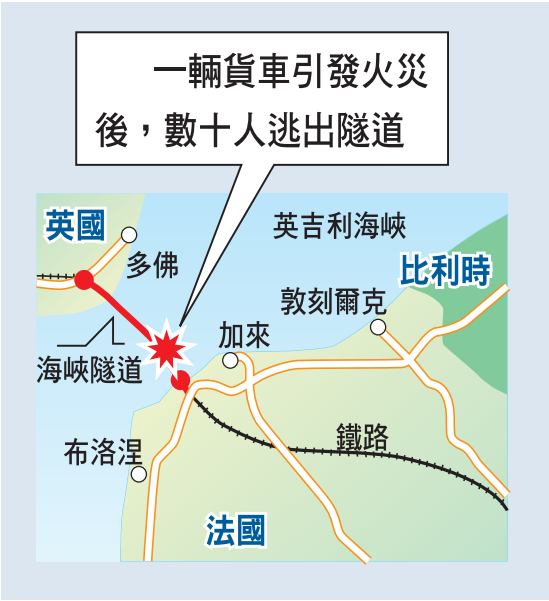 一輛貨車引發火災
後，數十人逃出隧道
英國
英吉利海峽
多佛
比利時
敦刻爾克
加來
海峽隧道
鐵路
布洛涅
法國